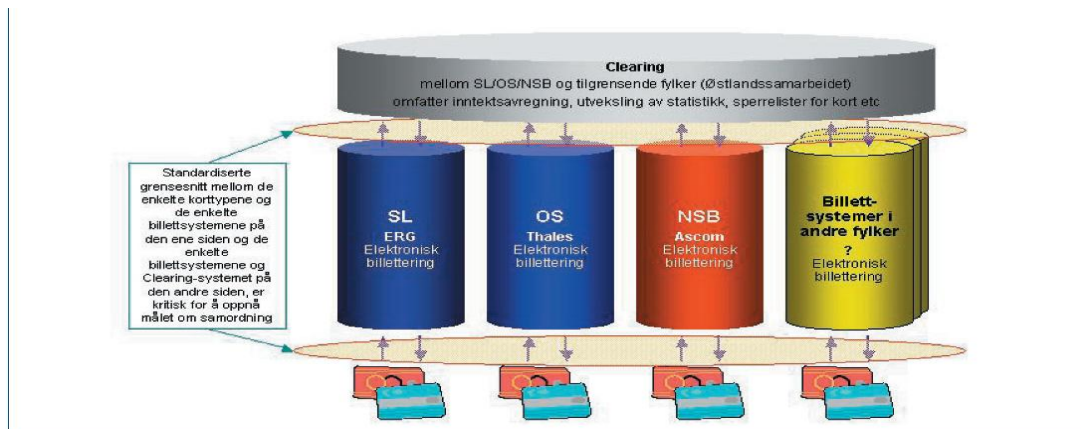 Clearing
mellom SL/OS/NSB og tilgrensende fylker (Østlandssamarbeidet)
omfatter inntektsavregning, utveksling av statistikk, sperrelister for kort etc
Standardiserte
grensesnitt mellom de
enkelte korttypene og
de enkelte
billettsystemene på
den ene siden og de
enkelte
billettsystemene og
Clearing-systemet på
den andre siden, er
kritisk for å oppnå
målet om samordning
SL
ERG
Elektronisk
billettering
OS
Thales
Elektronisk
billettering
NSB
Ascom
Elektronisk
billettering
Billett-
systemer i
andre fylker
?
Elektronisk
billettering